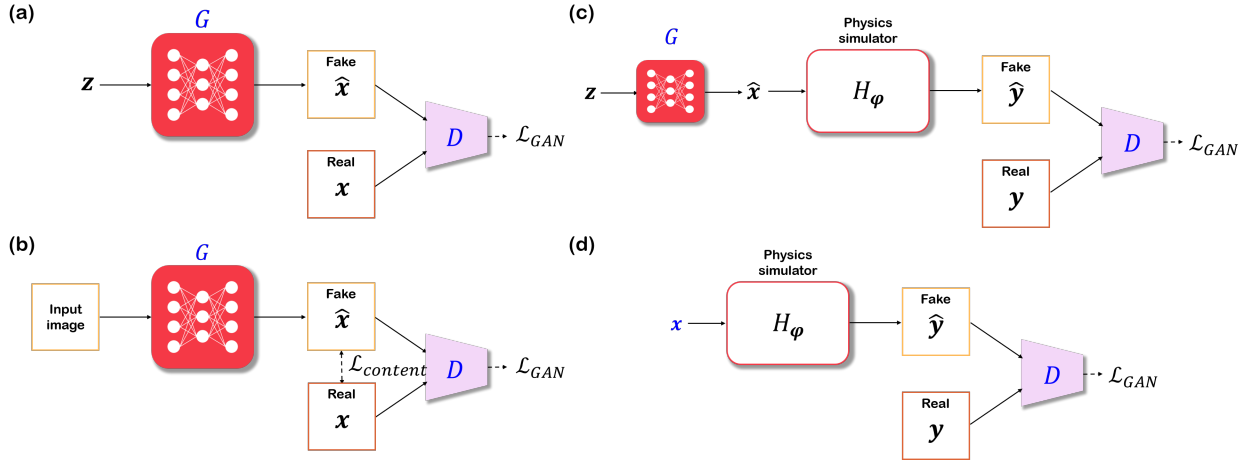 (a)
G
z
Fake
x̂
Real
x
D
ℒ_GAN
(b)
G
Input
image
Fake
x̂
ℒ_content
Real
x
D
ℒ_GAN
(c)
G
z
x̂
Physics
simulator
H_φ
Fake
ŷ
Real
y
D
ℒ_GAN
(d)
x
Physics
simulator
H_φ
Fake
ŷ
Real
y
D
ℒ_GAN